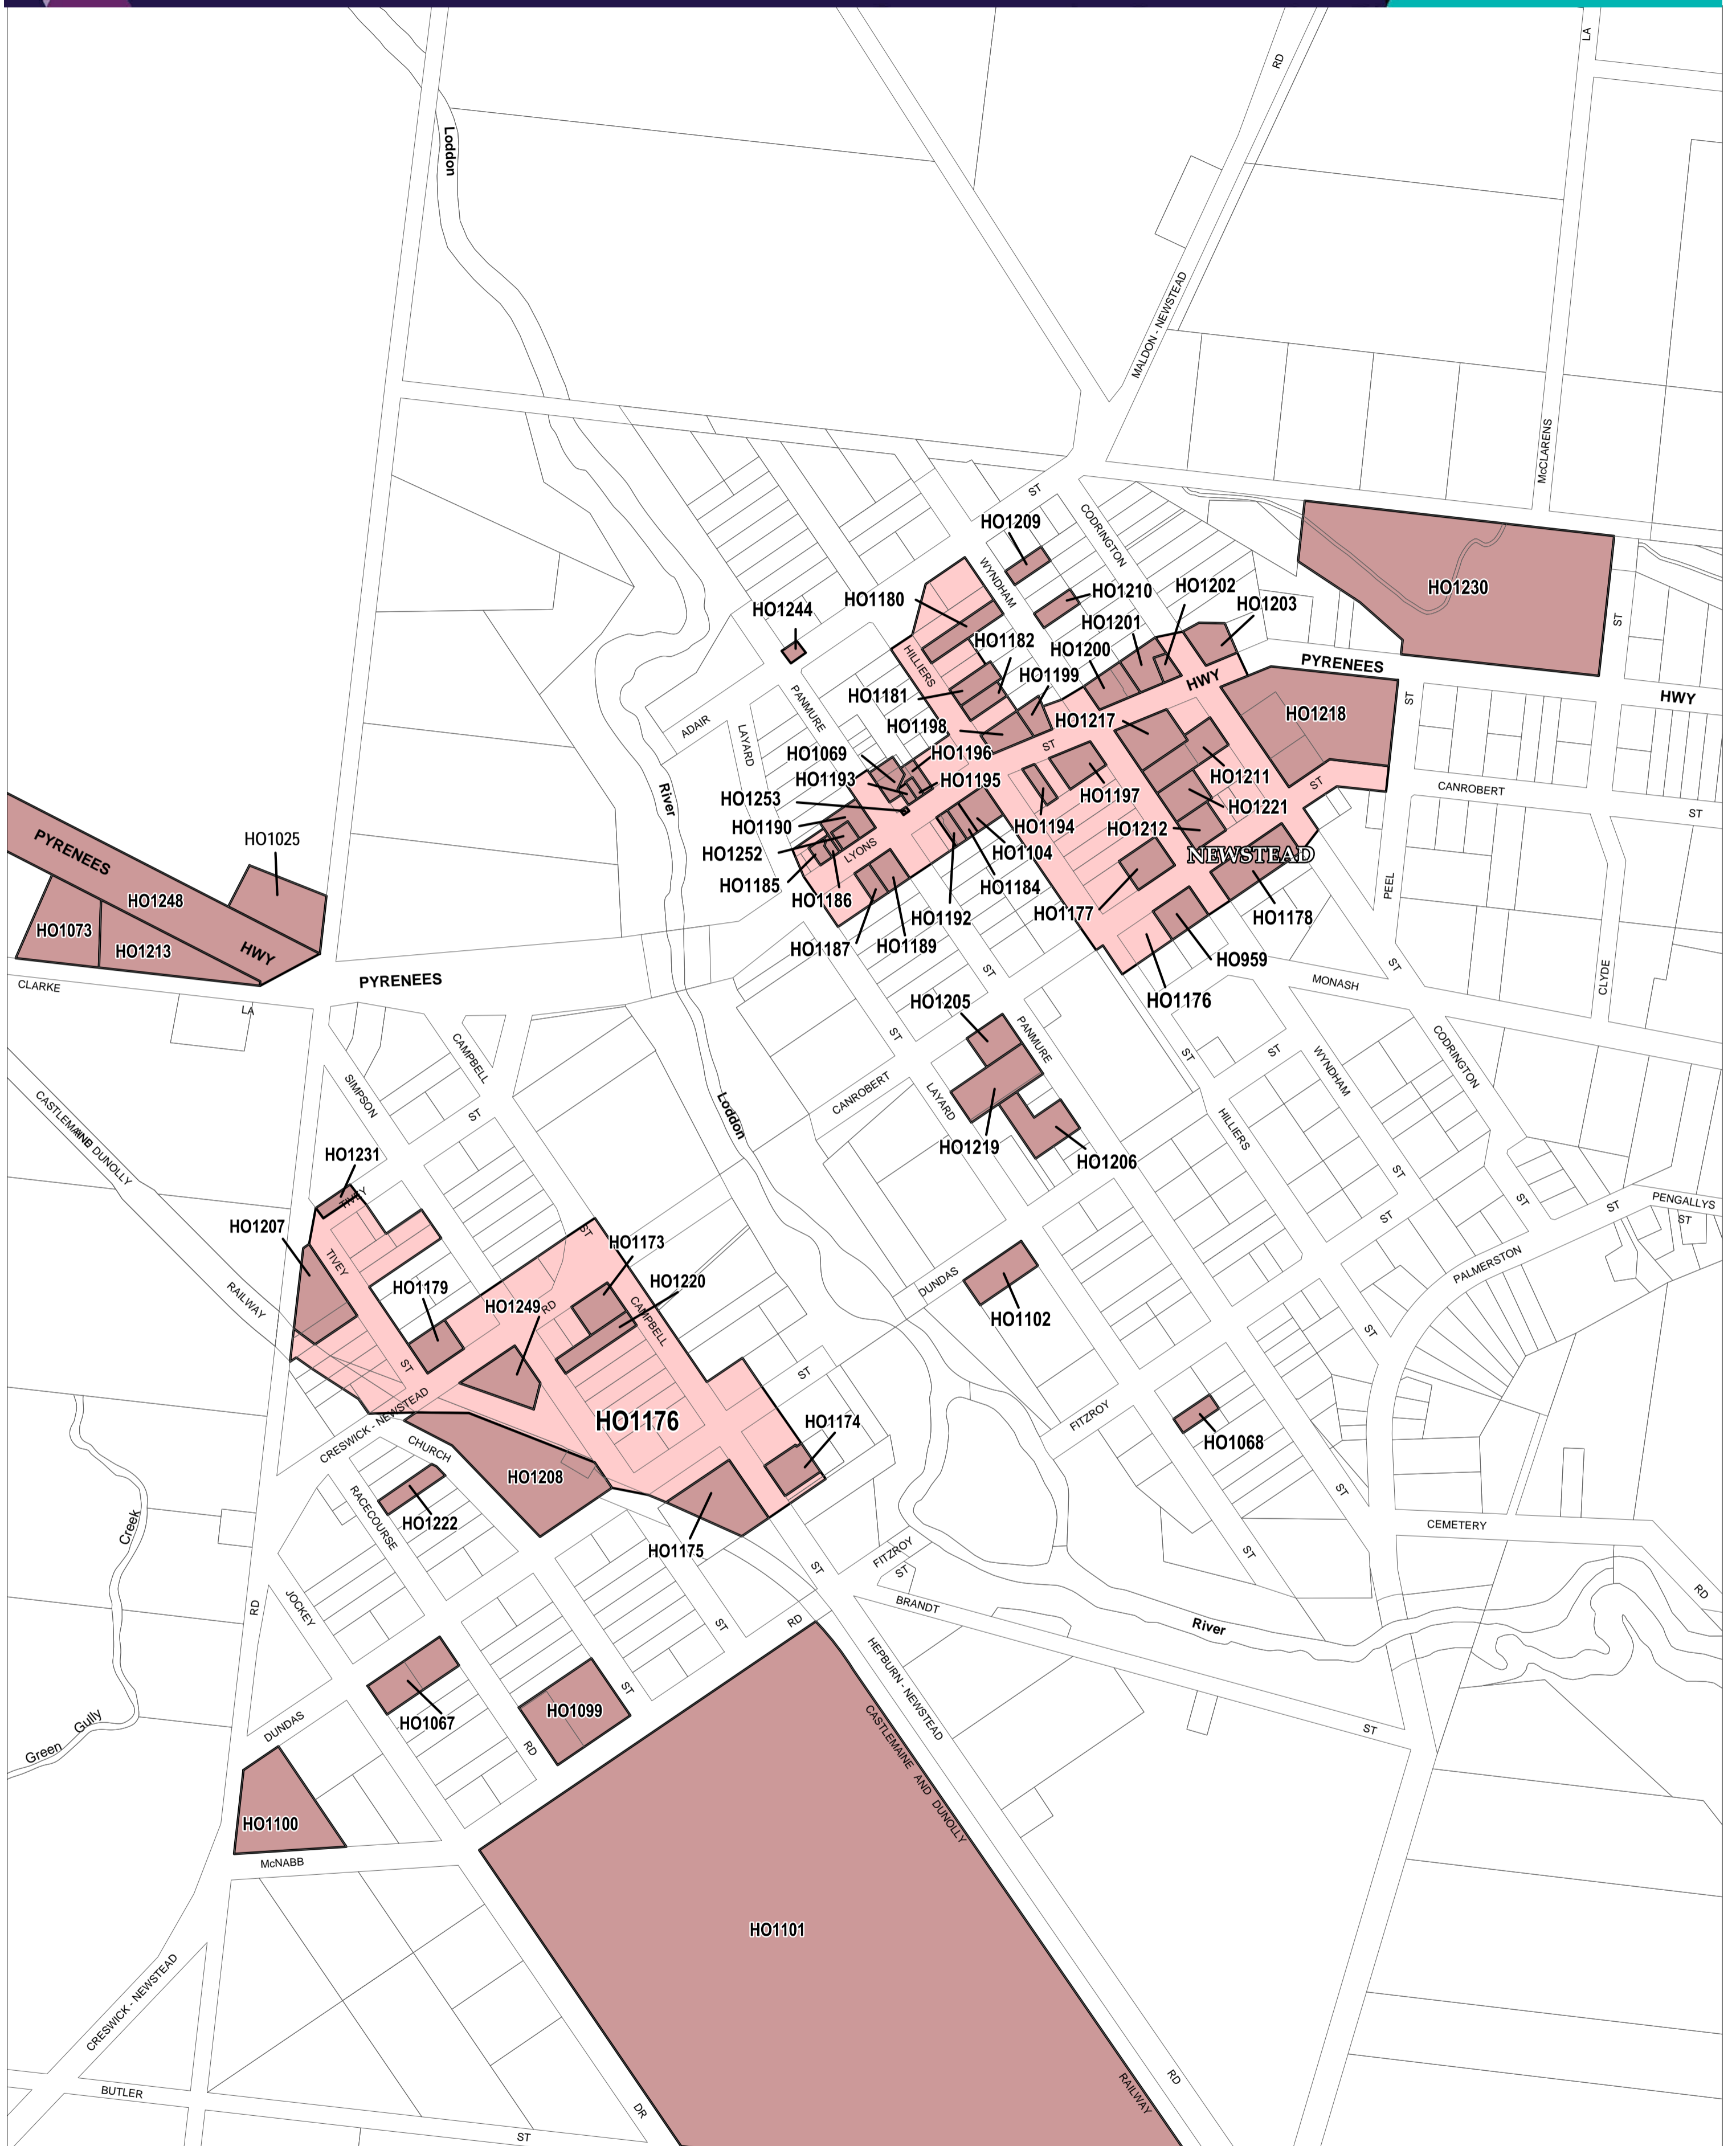 LA
RD
Loddon
MALDON - NEWSTEAD
McCLARENS
ST
CODRINGTON
HO1209
WYNDHAM
HO1230
HO1202
HO1210
HO1180
HO1244
HO1203
HO1201
ST
HO1182
HO1200
HILLIERS
PYRENEES
HWY
HO1199
HWY
HO1181
PANMURE
ST
HO1218
HO1217
HO1198
ADAIR
LAYARD
ST
HO1069
HO1196
HO1193
HO1195
HO1211
ST
CANROBERT
HO1253
River
HO1197
HO1221
ST
HO1190
HO1194
HO1212
PYRENEES
HO1025
HO1252
LYONS
HO1104
NEWSTEAD
HO1185
HO1184
PEEL
HO1248
HO1186
HO1192
HO1177
HO1178
HO1073
HO1213
HWY
HO1187
HO1189
HO959
ST
ST
CLYDE
PYRENEES
MONASH
CLARKE
LA
HO1205
HO1176
PANMURE
ST
ST
ST
CODRINGTON
CAMPBELL
WYNDHAM
SIMPSON
CANROBERT
LAYARD
ST
Loddon
HILLIERS
CASTLEMAINE
AND DUNOLLY
HO1219
HO1206
HO1231
TIVEY
ST
ST
PENGALLYS
ST
ST
ST
HO1207
ST
HO1173
TIVEY
PALMERSTON
HO1220
DUNDAS
HO1179
HO1249
RD
CAMPBELL
RAILWAY
HO1102
ST
ST
ST
CRESWICK - NEWSTEAD
HO1176
HO1174
FITZROY
HO1068
CHURCH
HO1208
ST
RACECOURSE
HO1222
Creek
CEMETERY
HO1175
FITZROY
ST
ST
ST
RD
BRANDT
JOCKEY
RD
RD
ST
River
HEPBURN - NEWSTEAD
ST
HO1099
Gully
HO1067
DUNDAS
ST
Green
RD
CASTLEMAINE AND DUNOLLY
HO1100
McNABB
HO1101
CRESWICK - NEWSTEAD
RD
BUTLER
RAILWAY
DR
ST